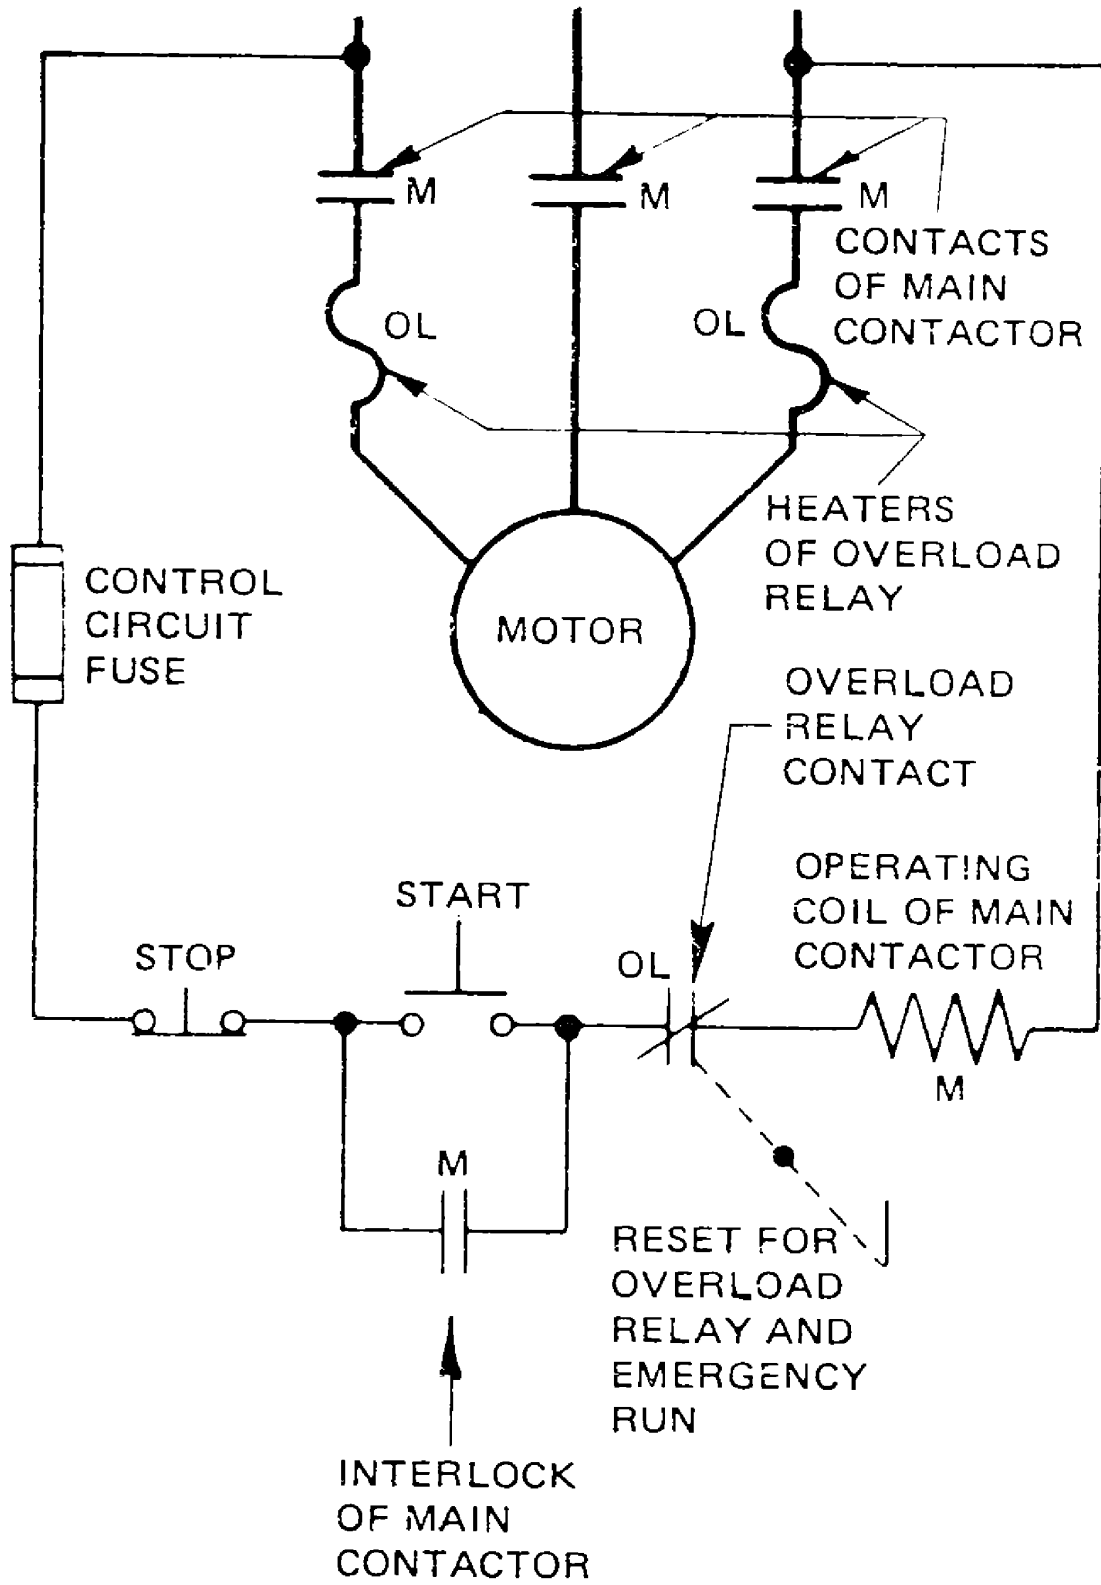 M
M
M
CONTACTS
OF MAIN
CONTACTOR
OL
OL
HEATERS
OF OVERLOAD
RELAY
CONTROL
CIRCUIT
FUSE
MOTOR
OVERLOAD
RELAY
CONTACT
OPERATING
COIL OF MAIN
CONTACTOR
START
STOP
OL
M
M
RESET FOR
OVERLOAD
RELAY AND
EMERGENCY
RUN
INTERLOCK
OF MAIN
CONTACTOR